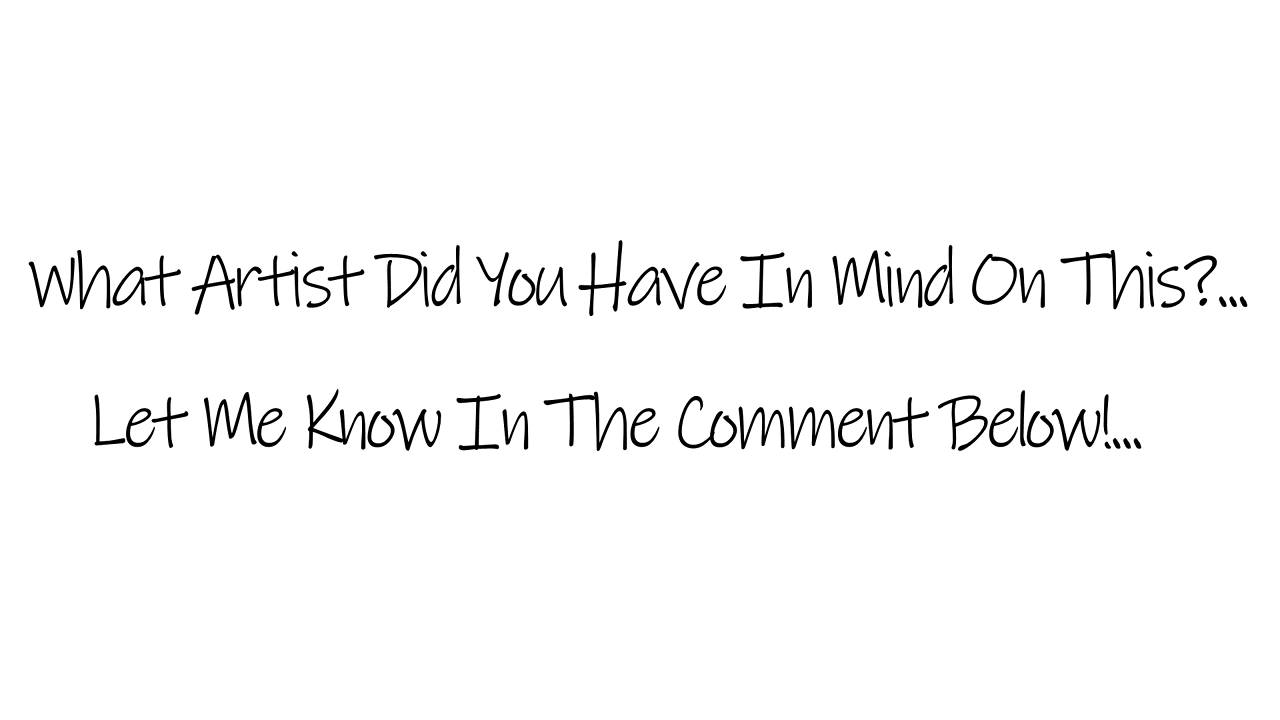 What Artist Did You Have In Mind On This?...
Let Me Know In The Comment Below!...